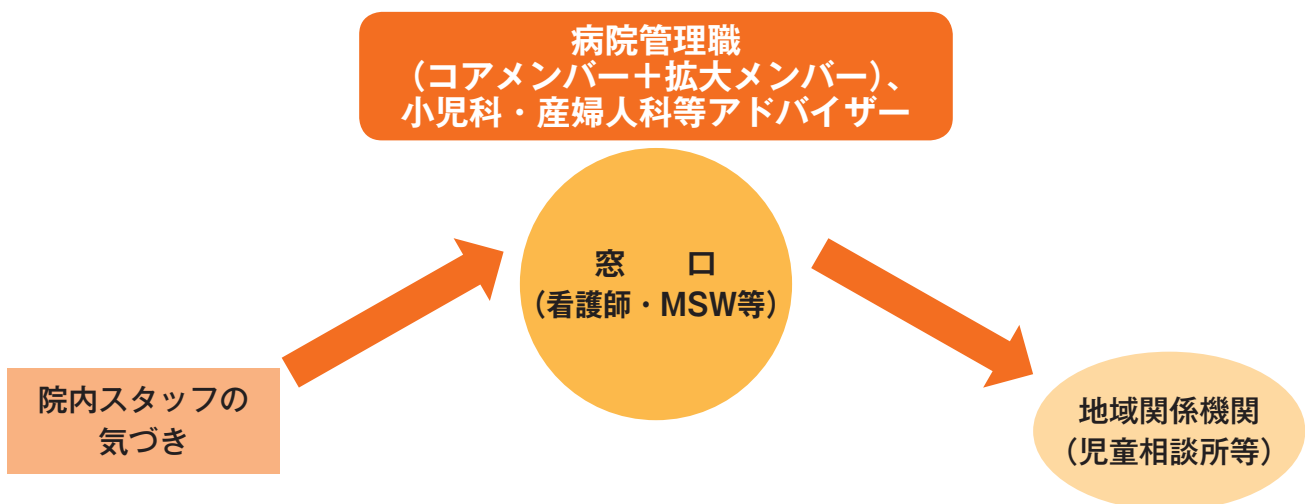 病院管理職
（コアメンバー＋拡大メンバー）、
小児科・産婦人科等アドバイザー
窓　　口
（看護師・MSW等）
院内スタッフの
気づき
地域関係機関
（児童相談所等）